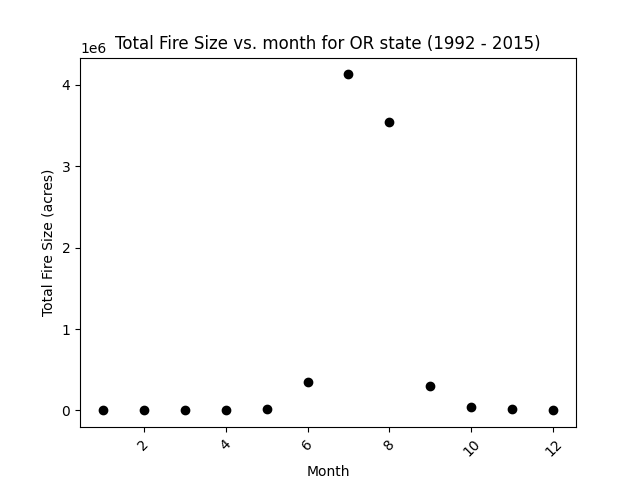 Total Fire Size vs. month for OR state (1992 - 2015)
1e6
4
3
2
1
0
Total Fire Size (acres)
2
4
6
8
10
12
Month